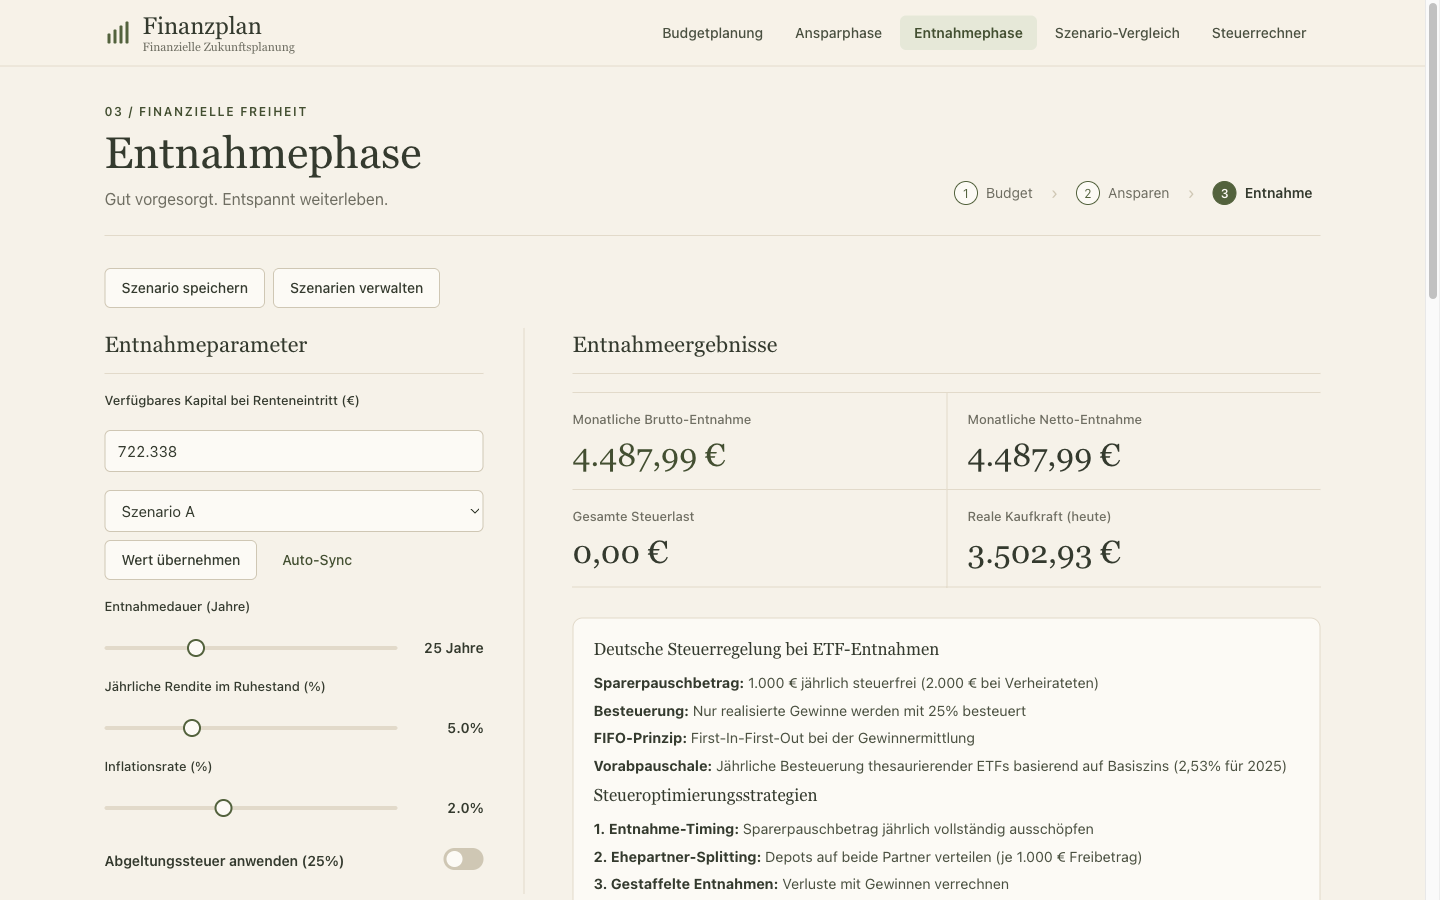 Finanzplan
Finanzielle Zukunftsplanung
Budgetplanung
Ansparphase
Entnahmephase
Szenario-Vergleich
Steuerrechner
03 / FINANZIELLE FREIHEIT
Entnahmephase
Gut vorgesorgt. Entspannt weiterleben.
1 Budget › 2 Ansparen › 3 Entnahme
Szenario speichern
Szenarien verwalten
Entnahmeparameter
Verfügbares Kapital bei Renteneintritt (€)
722.338
Szenario A
Wert übernehmen
Auto-Sync
Entnahmedauer (Jahre)
25 Jahre
Jährliche Rendite im Ruhestand (%)
5.0%
Inflationsrate (%)
2.0%
Abgeltungssteuer anwenden (25%)
Entnahmeergebnisse
Monatliche Brutto-Entnahme
4.487,99 €
Monatliche Netto-Entnahme
4.487,99 €
Gesamte Steuerlast
0,00 €
Reale Kaufkraft (heute)
3.502,93 €
Deutsche Steuerregelung bei ETF-Entnahmen
Sparerpauschbetrag: 1.000 € jährlich steuerfrei (2.000 € bei Verheirateten)
Besteuerung: Nur realisierte Gewinne werden mit 25% besteuert
FIFO-Prinzip: First-In-First-Out bei der Gewinnermittlung
Vorabpauschale: Jährliche Besteuerung thesaurierender ETFs basierend auf Basiszins (2,53% für 2025)
Steueroptimierungsstrategien
1. Entnahme-Timing: Sparerpauschbetrag jährlich vollständig ausschöpfen
2. Ehepartner-Splitting: Depots auf beide Partner verteilen (je 1.000 € Freibetrag)
3. Gestaffelte Entnahmen: Verluste mit Gewinnen verrechnen